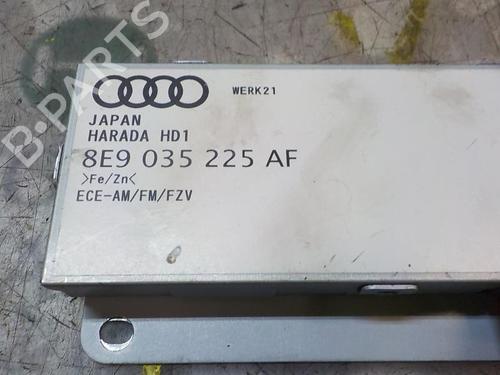 WERK21
JAPAN
HARADA HD1
8E9 035 225 AF
>Fe/Zn<
ECE-AM/FM/FZV
B-PARTS